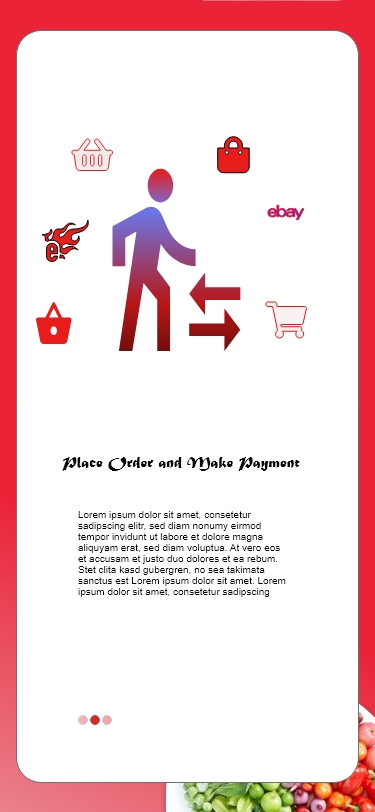 ebay
e
Place Order and Make Payment
Lorem ipsum dolor sit amet, consetetur
sadipscing elitr, sed diam nonumy eirmod
tempor invidunt ut labore et dolore magna
aliquyam erat, sed diam voluptua. At vero eos
et accusam et justo duo dolores et ea rebum.
Stet clita kasd gubergren, no sea takimata
sanctus est Lorem ipsum dolor sit amet. Lorem
ipsum dolor sit amet, consetetur sadipscing